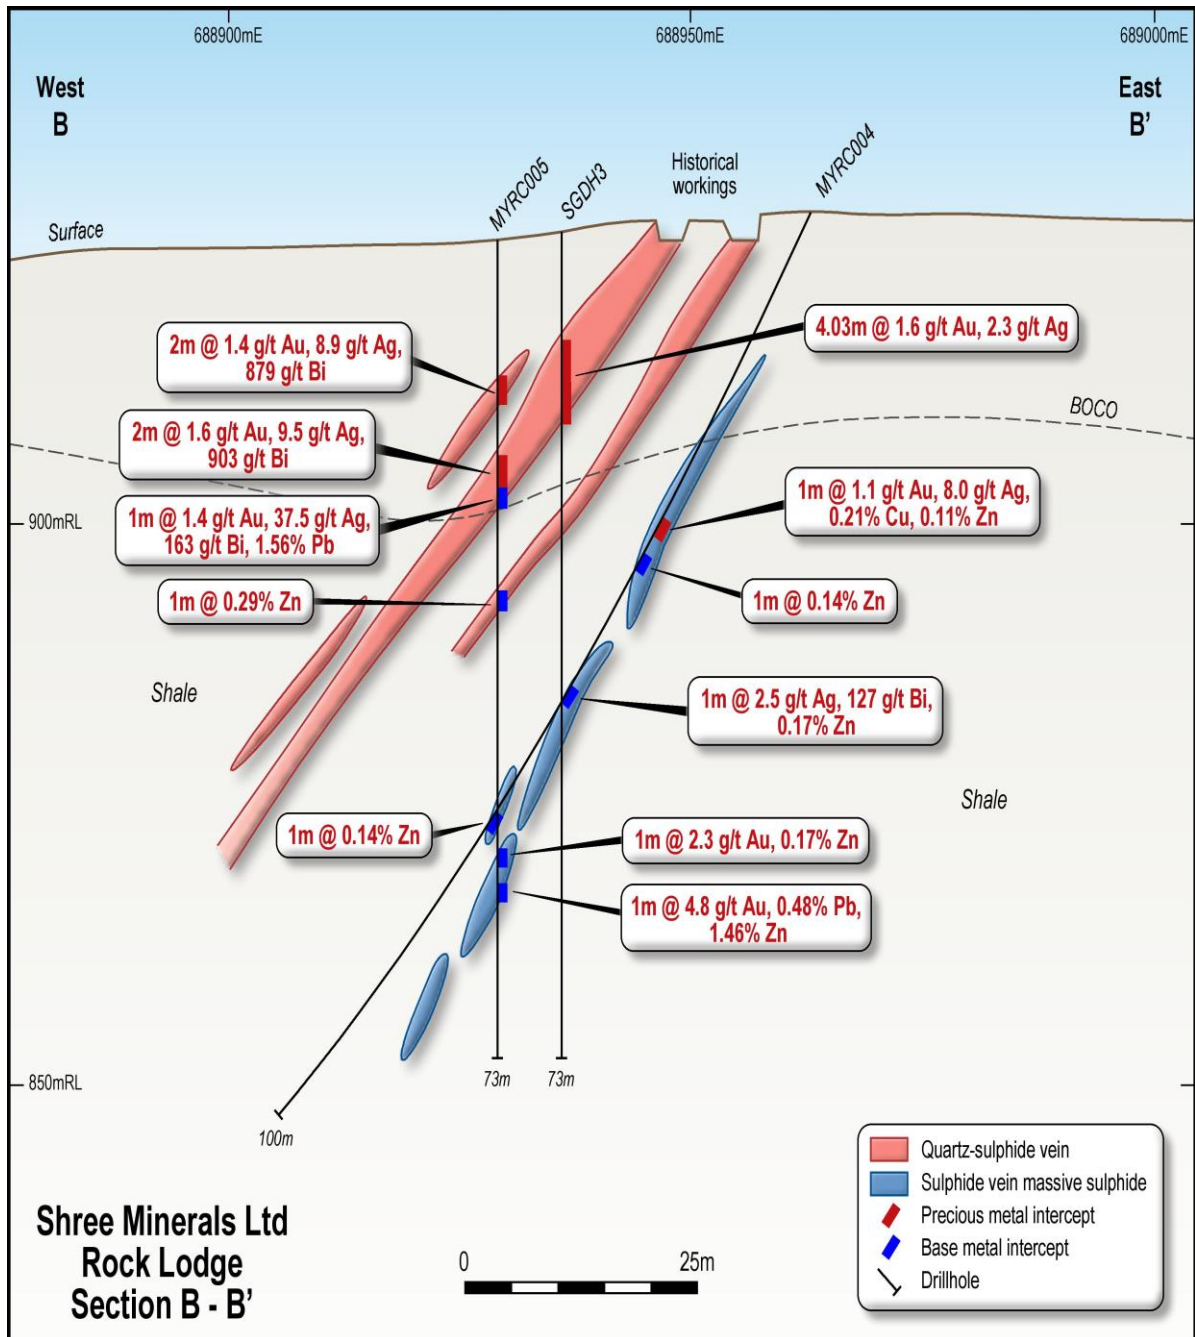 688900mE
688950mE
689000mE
West
B
East
B'
MYRC005
SGDH3
Historical
workings
MYRC004
Surface
4.03m @ 1.6 g/t Au, 2.3 g/t Ag
2m @ 1.4 g/t Au, 8.9 g/t Ag,
879 g/t Bi
BOCO
2m @ 1.6 g/t Au, 9.5 g/t Ag,
903 g/t Bi
1m @ 1.1 g/t Au, 8.0 g/t Ag,
0.21% Cu, 0.11% Zn
900mRL
1m @ 1.4 g/t Au, 37.5 g/t Ag,
163 g/t Bi, 1.56% Pb
1m @ 0.29% Zn
1m @ 0.14% Zn
Shale
1m @ 2.5 g/t Ag, 127 g/t Bi,
0.17% Zn
Shale
1m @ 0.14% Zn
1m @ 2.3 g/t Au, 0.17% Zn
1m @ 4.8 g/t Au, 0.48% Pb,
1.46% Zn
73m
73m
850mRL
100m
Quartz-sulphide vein
Sulphide vein massive sulphide
Precious metal intercept
Base metal intercept
Drillhole
Shree Minerals Ltd
Rock Lodge
Section B - B'
0
25m